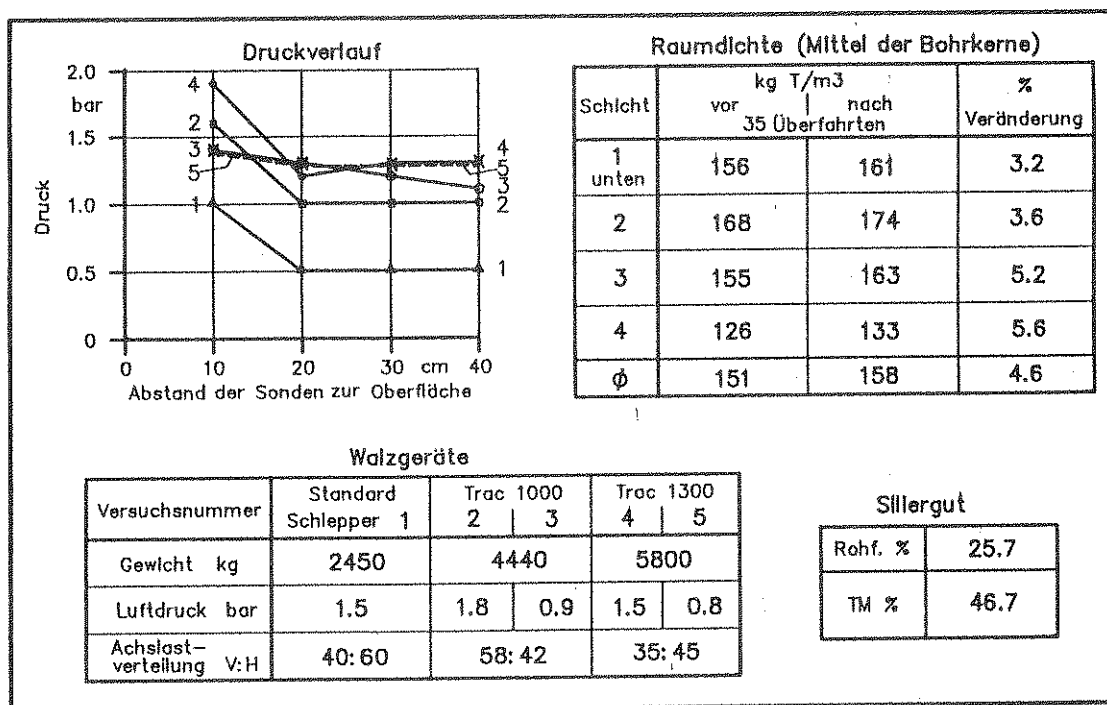 Druckverlauf
2.0
bar
1.5
1.0
0.5
0
Druck
4
2
3
5
1
4
5
3
2
1
0 10 20 30 cm 40
Abstand der Sonden zur Oberfläche
Raumdichte (Mittel der Bohrkerne)
Schicht kg T/m3 %
vor nach Veränderung
35 Überfahrten
1 unten 156 161 3.2
2 168 174 3.6
3 155 163 5.2
4 126 133 5.6
ϕ 151 158 4.6
Walzgeräte
Versuchsnummer Standard Trac 1000 Trac 1300
Schlepper 1 2 3 4 5
Gewicht kg 2450 4440 5800
Luftdruck bar 1.5 1.8 0.9 1.5 0.8
Achslast-
verteilung V:H 40:60 58:42 35:45
Siliergut
Rohf. % 25.7
TM % 46.7